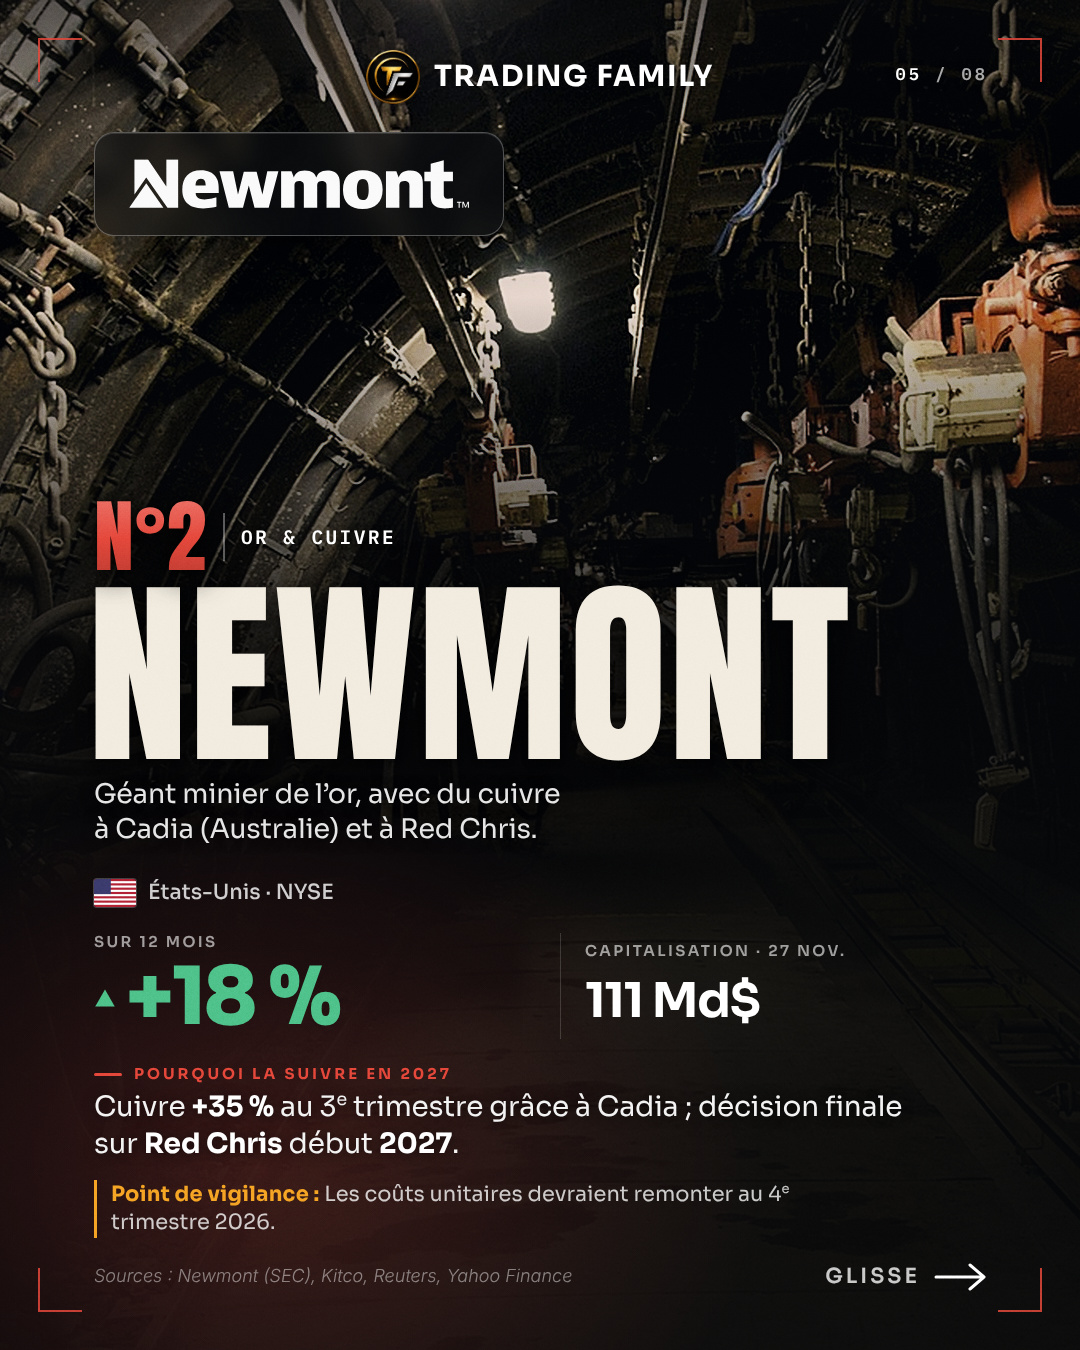 TF TRADING FAMILY
05 / 08
Newmont™
N°2
OR & CUIVRE
NEWMONT
Géant minier de l’or, avec du cuivre
à Cadia (Australie) et à Red Chris.
États-Unis · NYSE
SUR 12 MOIS
+18 %
CAPITALISATION · 27 NOV.
111 Md$
POURQUOI LA SUIVRE EN 2027
Cuivre +35 % au 3e trimestre grâce à Cadia ; décision finale
sur Red Chris début 2027.
Point de vigilance : Les coûts unitaires devraient remonter au 4e
trimestre 2026.
Sources : Newmont (SEC), Kitco, Reuters, Yahoo Finance
GLISSE